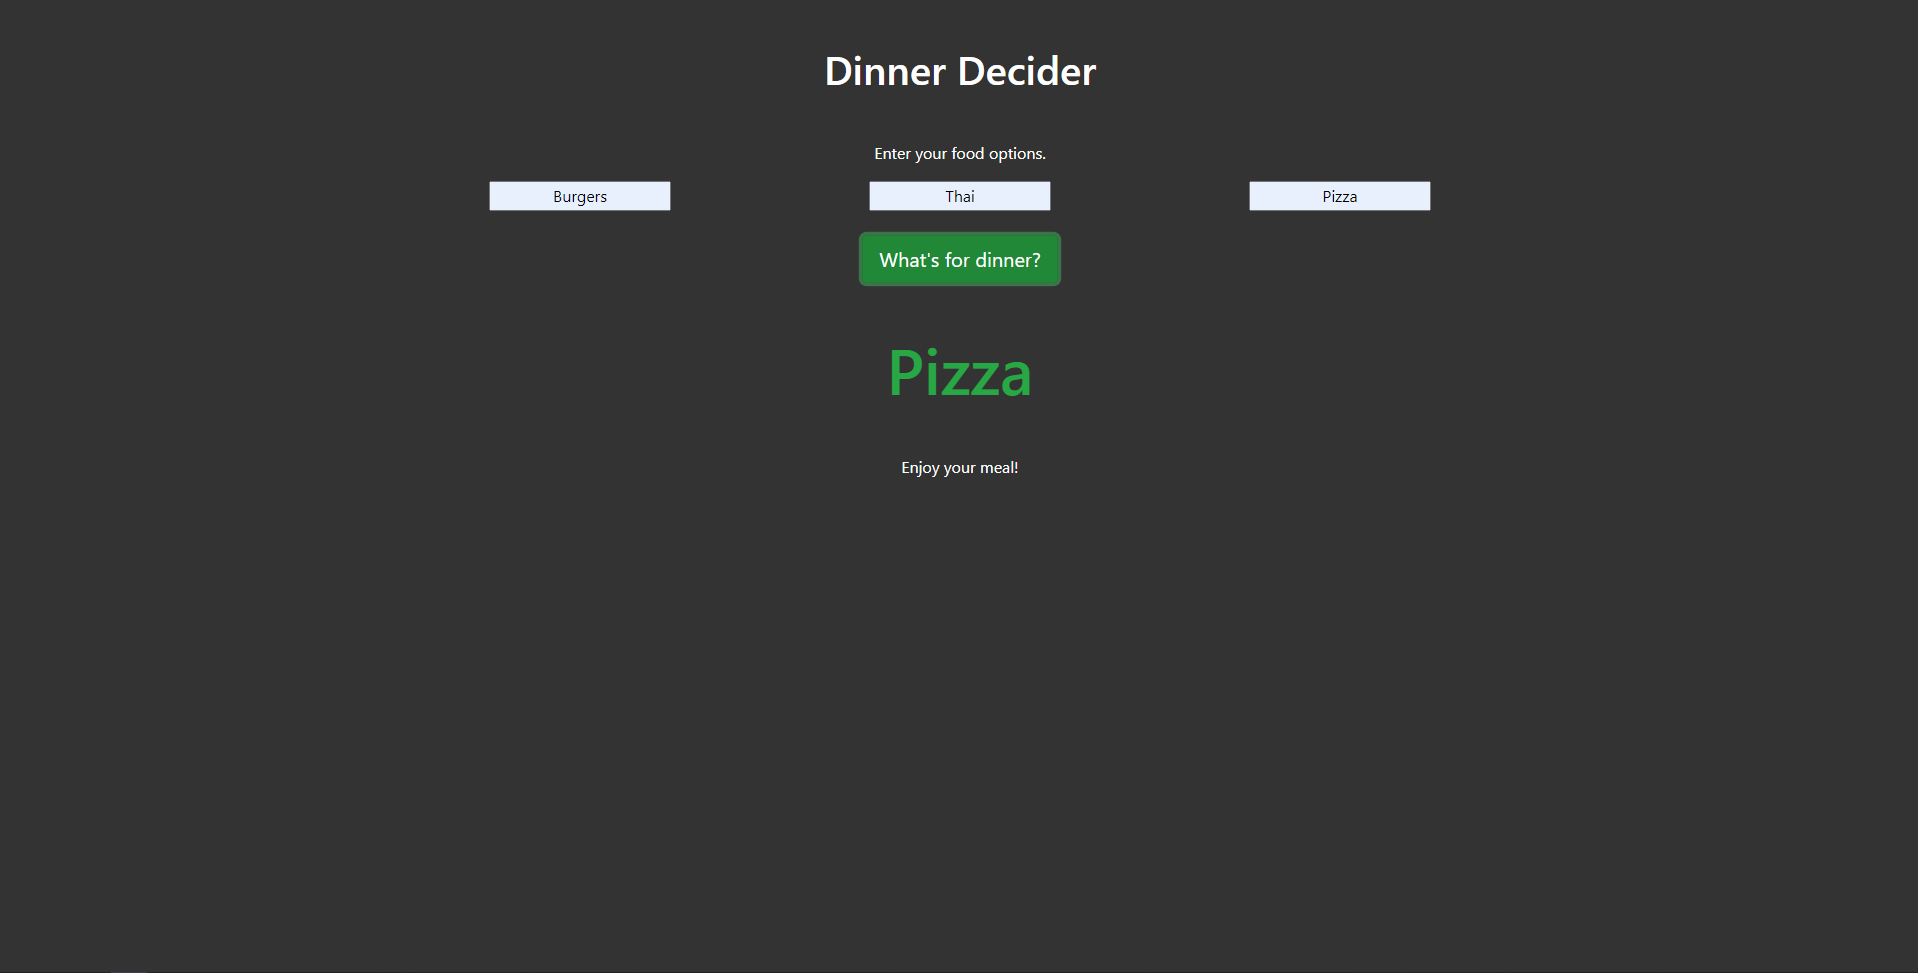 Dinner Decider
Enter your food options.
Burgers Thai Pizza
What's for dinner?
Pizza
Enjoy your meal!